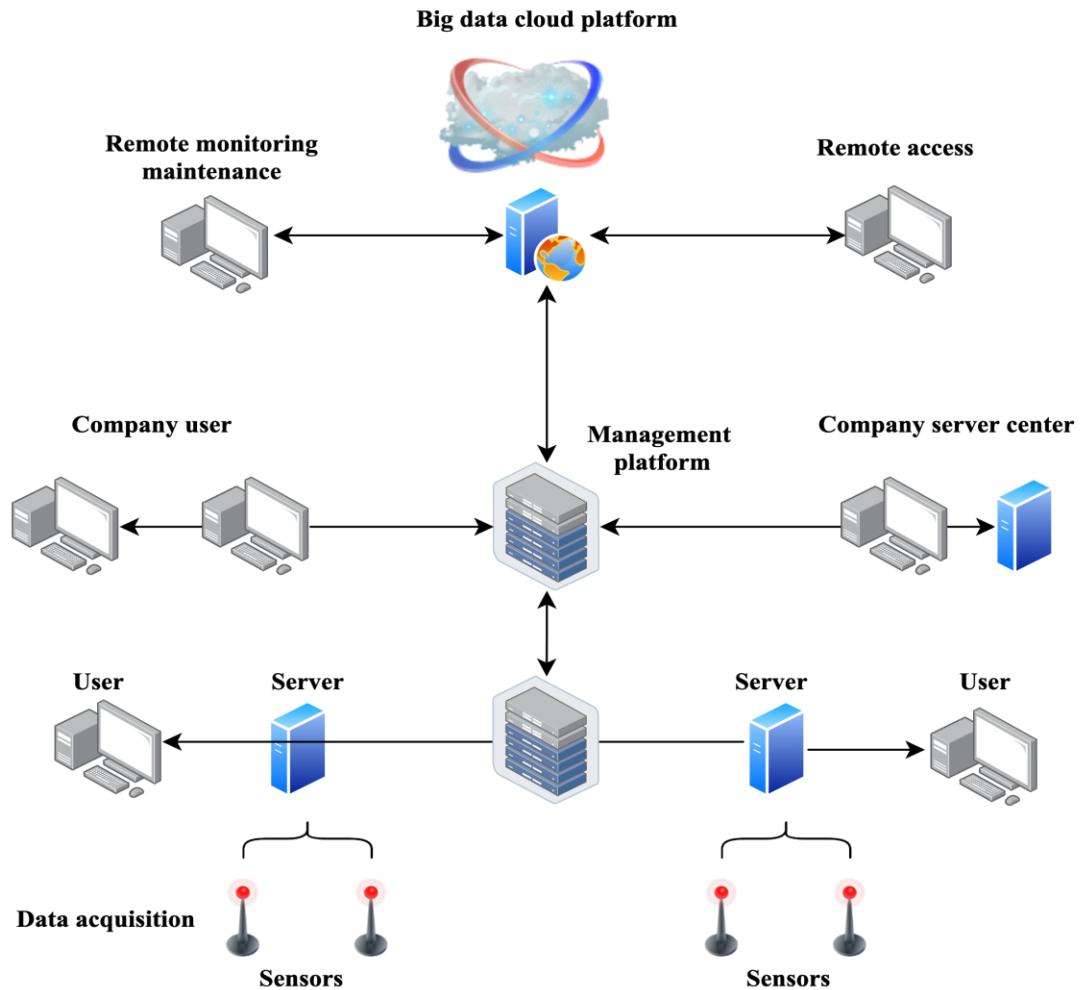 Big data cloud platform
Remote monitoring
maintenance
Remote access
Company user
Management
platform
Company server center
User
Server
Server
User
Data acquisition
Sensors
Sensors